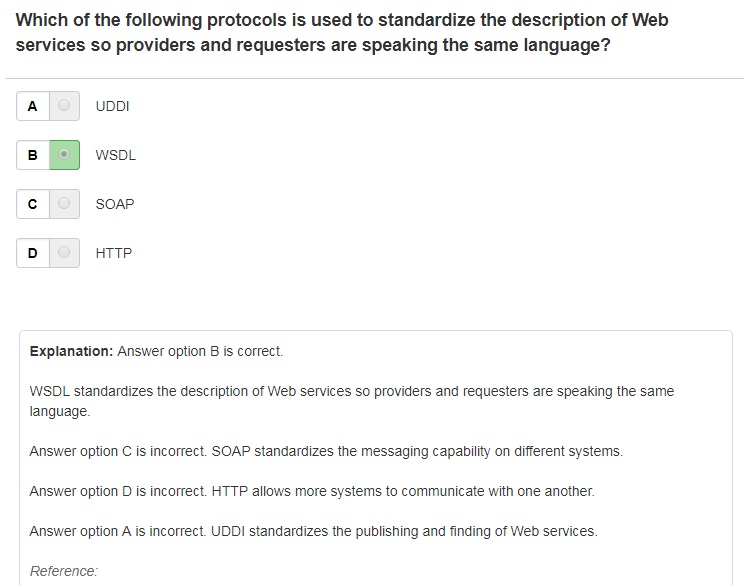 Which of the following protocols is used to standardize the description of Web
services so providers and requesters are speaking the same language?
A UDDI
B WSDL
C SOAP
D HTTP
Explanation: Answer option B is correct.
WSDL standardizes the description of Web services so providers and requesters are speaking the same
language.
Answer option C is incorrect. SOAP standardizes the messaging capability on different systems.
Answer option D is incorrect. HTTP allows more systems to communicate with one another.
Answer option A is incorrect. UDDI standardizes the publishing and finding of Web services.
Reference: